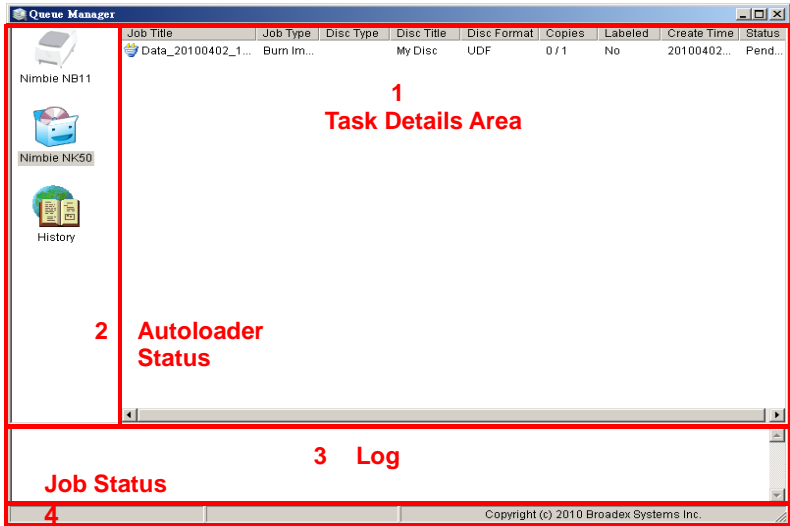 Queue Manager
Job Title Job Type Disc Type Disc Title Disc Format Copies Labeled Create Time Status
Data_20100402_1... Burn Im... My Disc UDF 0 / 1 No 20100402... Pend...
Nimbie NB11
1
Task Details Area
Nimbie NK50
History
2 Autoloader
Status
3 Log
Job Status
4
Copyright (c) 2010 Broadex Systems Inc.